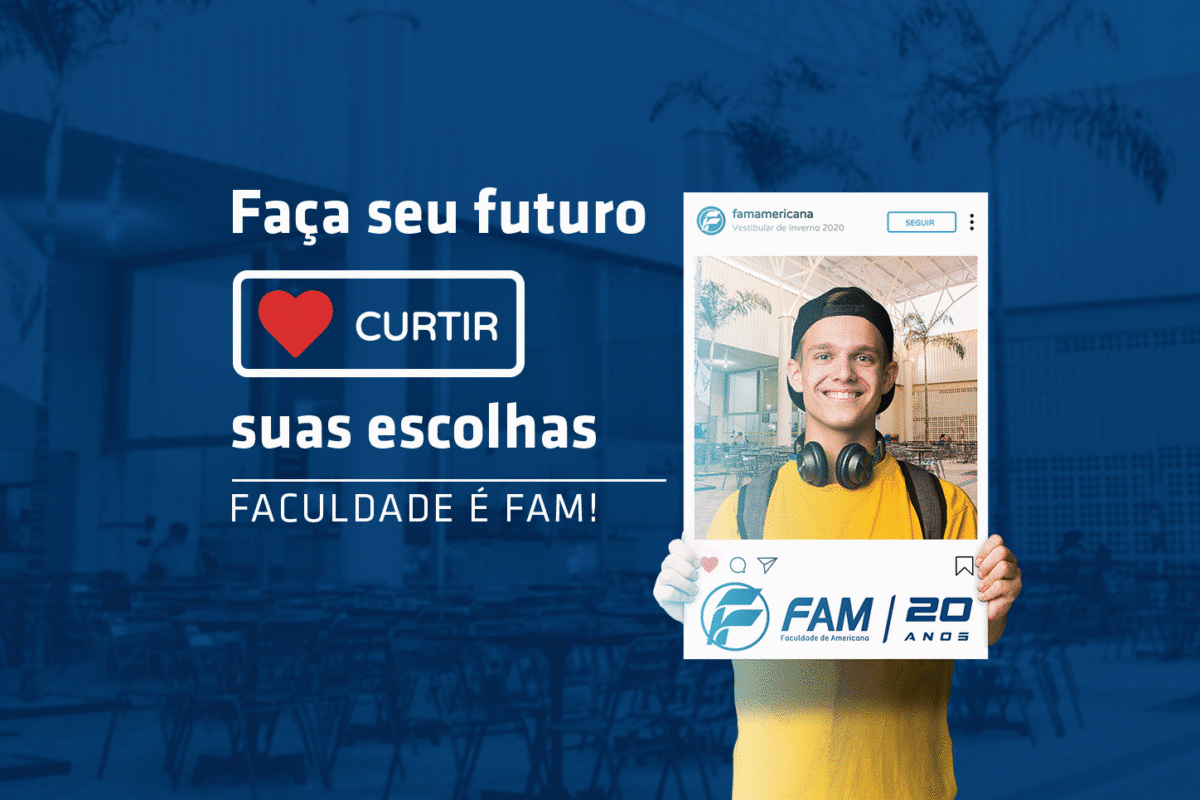 Faça seu futuro
CURTIR
suas escolhas
FACULDADE É FAM!
famamericana
Vestibular de Inverno 2020
SEGUIR
FAM
Faculdade de Americana
20
ANOS